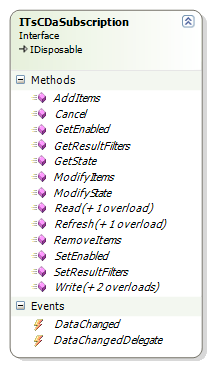 ITsCDaSubscription
Interface
IDisposable
Methods
AddItems
Cancel
GetEnabled
GetResultFilters
GetState
ModifyItems
ModifyState
Read (+ 1 overload)
Refresh (+ 1 overload)
RemoveItems
SetEnabled
SetResultFilters
Write (+ 2 overloads)
Events
DataChanged
DataChangedDelegate